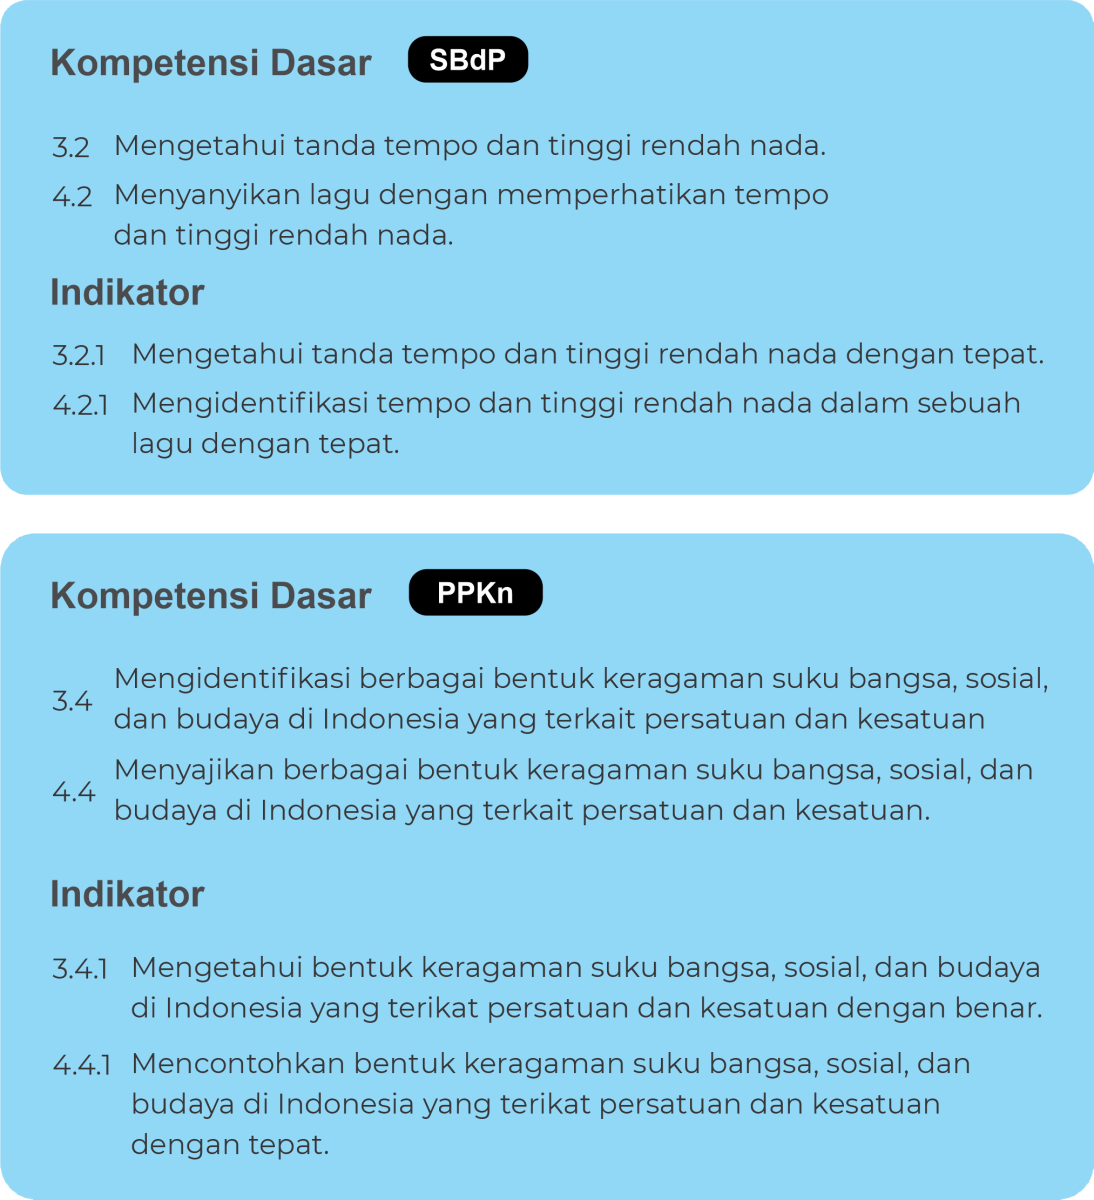 Kompetensi Dasar SBdP
3.2 Mengetahui tanda tempo dan tinggi rendah nada.
4.2 Menyanyikan lagu dengan memperhatikan tempo
dan tinggi rendah nada.
Indikator
3.2.1 Mengetahui tanda tempo dan tinggi rendah nada dengan tepat.
4.2.1 Mengidentifikasi tempo dan tinggi rendah nada dalam sebuah
lagu dengan tepat.
Kompetensi Dasar PPKn
3.4 Mengidentifikasi berbagai bentuk keragaman suku bangsa, sosial,
dan budaya di Indonesia yang terkait persatuan dan kesatuan
4.4 Menyajikan berbagai bentuk keragaman suku bangsa, sosial, dan
budaya di Indonesia yang terkait persatuan dan kesatuan.
Indikator
3.4.1 Mengetahui bentuk keragaman suku bangsa, sosial, dan budaya
di Indonesia yang terikat persatuan dan kesatuan dengan benar.
4.4.1 Mencontohkan bentuk keragaman suku bangsa, sosial, dan
budaya di Indonesia yang terikat persatuan dan kesatuan
dengan tepat.